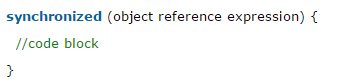 synchronized (object reference expression) {
//code block
}